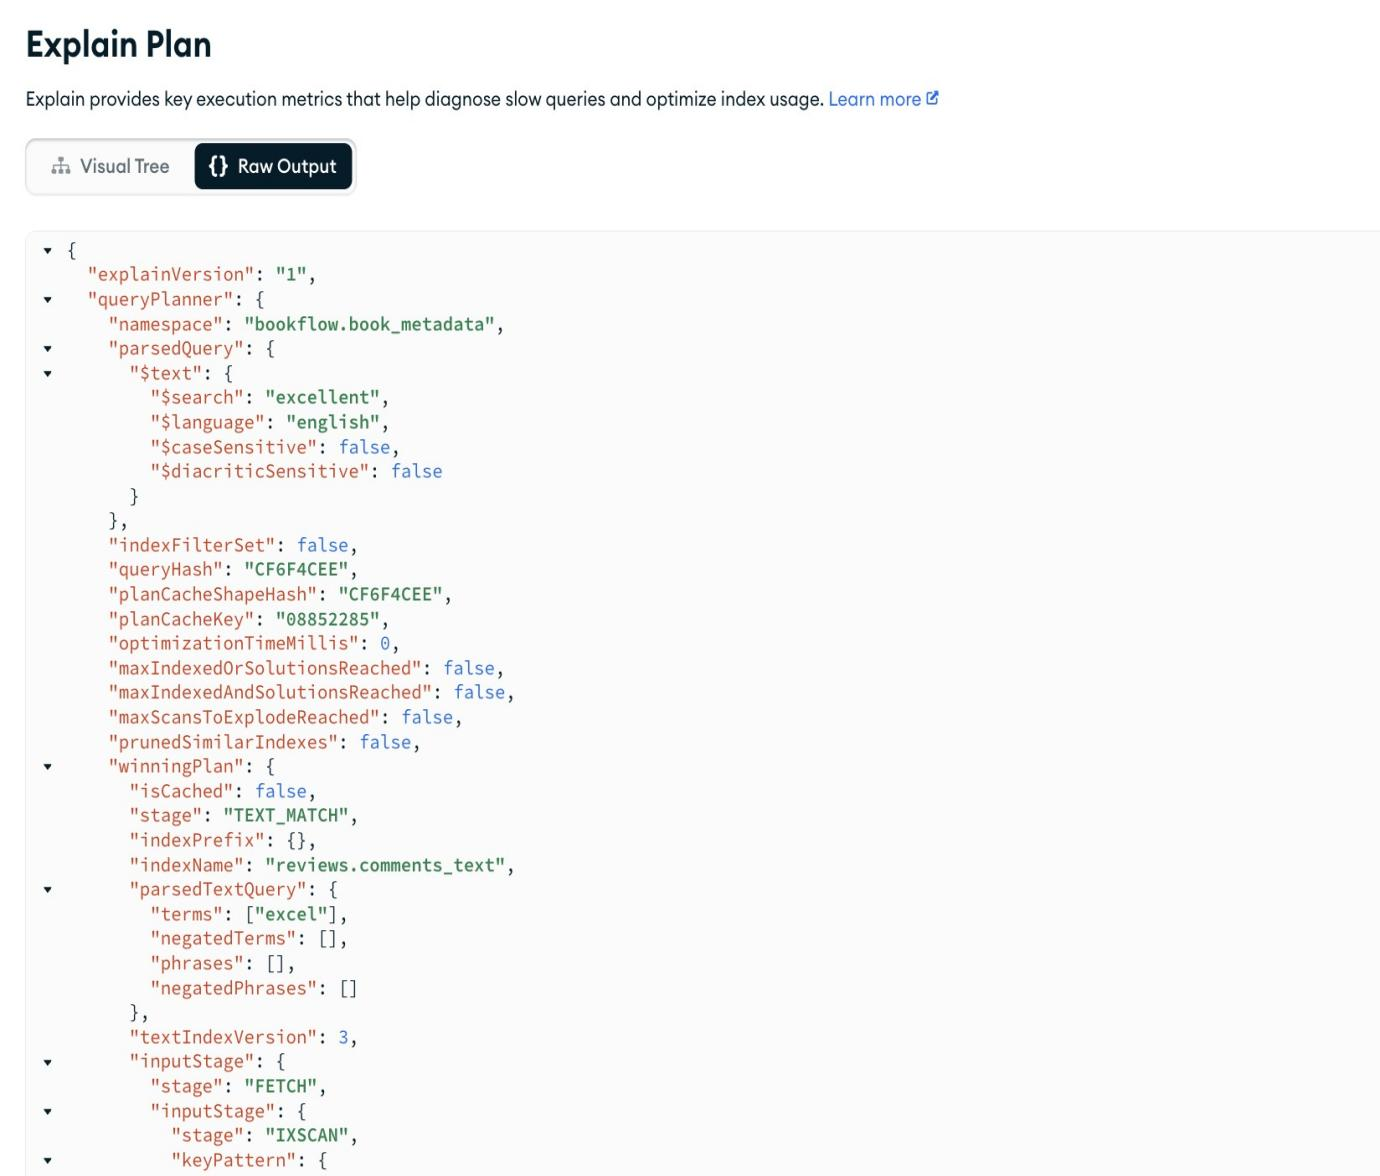 Explain Plan
Explain provides key execution metrics that help diagnose slow queries and optimize index usage. Learn more
Visual Tree {} Raw Output
{
"explainVersion": "1",
"queryPlanner": {
"namespace": "bookflow.book_metadata",
"parsedQuery": {
"$text": {
"$search": "excellent",
"$language": "english",
"$caseSensitive": false,
"$diacriticSensitive": false
}
},
"indexFilterSet": false,
"queryHash": "CF6F4CEE",
"planCacheShapeHash": "CF6F4CEE",
"planCacheKey": "08852285",
"optimizationTimeMillis": 0,
"maxIndexedOrSolutionsReached": false,
"maxIndexedAndSolutionsReached": false,
"maxScansToExplodeReached": false,
"prunedSimilarIndexes": false,
"winningPlan": {
"isCached": false,
"stage": "TEXT_MATCH",
"indexPrefix": {},
"indexName": "reviews.comments_text",
"parsedTextQuery": {
"terms": ["excel"],
"negatedTerms": [],
"phrases": [],
"negatedPhrases": []
},
"textIndexVersion": 3,
"inputStage": {
"stage": "FETCH",
"inputStage": {
"stage": "IXSCAN",
"keyPattern": {